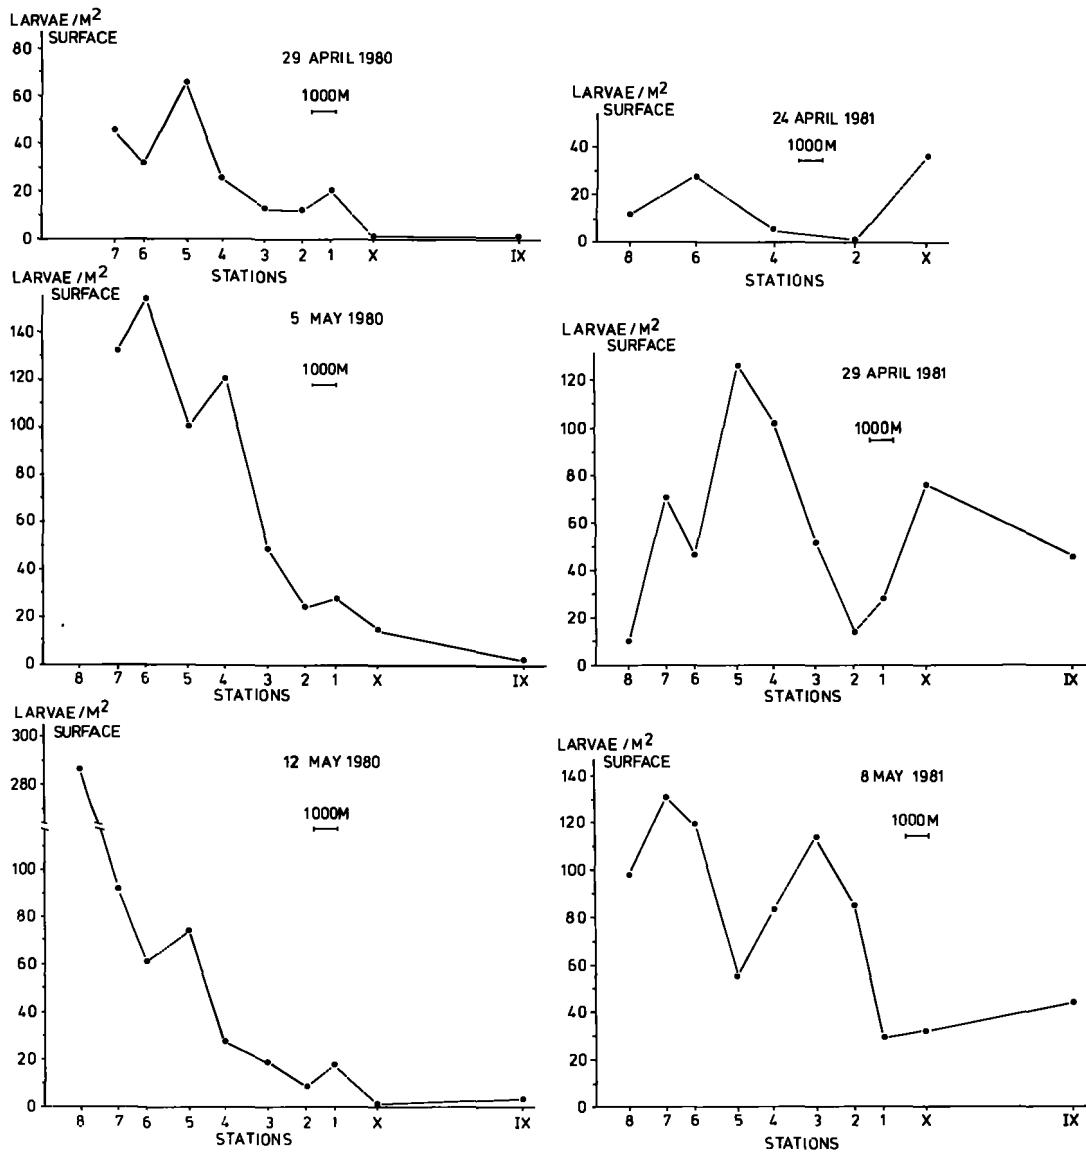 LARVAE/M2
SURFACE
29 APRIL 1980
1000M
80
60
40
20
0
7 6 5 4 3 2 1 X IX
STATIONS
LARVAE/M2
SURFACE
24 APRIL 1981
1000M
40
20
0
8 6 4 2 X
STATIONS
LARVAE/M2
SURFACE
5 MAY 1980
1000M
140
120
100
80
60
40
20
0
8 7 6 5 4 3 2 1 X IX
STATIONS
LARVAE/M2
SURFACE
29 APRIL 1981
1000M
120
100
80
60
40
20
0
8 7 6 5 4 3 2 1 X IX
STATIONS
LARVAE/M2
SURFACE
12 MAY 1980
1000M
300
280
100
80
60
40
20
0
8 7 6 5 4 3 2 1 X IX
STATIONS
LARVAE/M2
SURFACE
8 MAY 1981
1000M
140
120
100
80
60
40
20
0
8 7 6 5 4 3 2 1 X IX
STATIONS